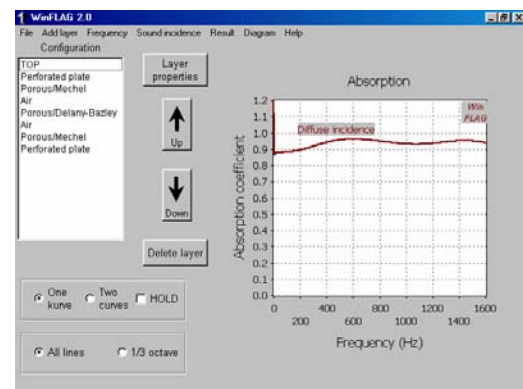 WinFLAG 2.0
File Add layer Frequency Sound incidence Result Diagram Help
Configuration
TOP
Perforated plate
Porous/Mechel
Air
Porous/Delany-Bazley
Air
Porous/Mechel
Perforated plate
Layer
properties
Up
Down
Delete layer
One
kurve
Two
curves
HOLD
All lines
1/3 octave
Absorption
Win
FLAG
Diffuse incidence
Absorption coefficient
1.2
1.1
1.0
0.9
0.8
0.7
0.6
0.5
0.4
0.3
0.2
0.1
0.0
0 400 800 1200 1600
200 600 1000 1400
Frequency (Hz)